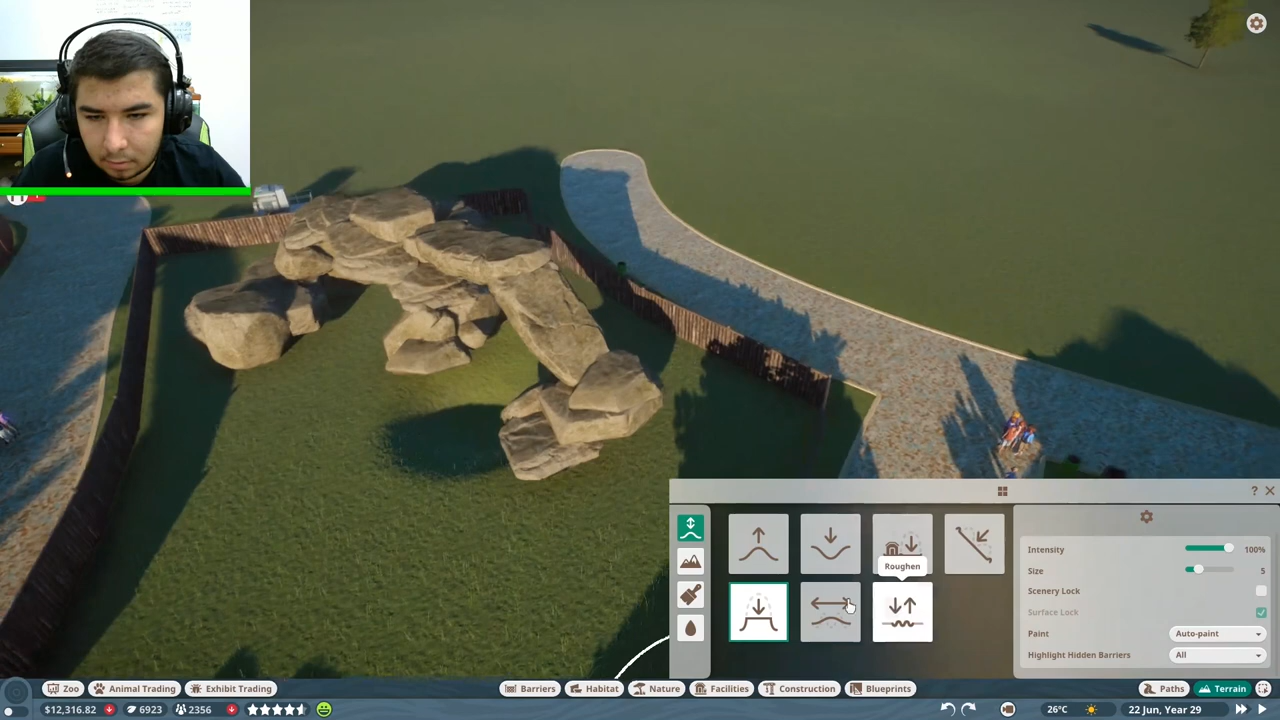 Roughen
Intensity 100%
Size 5
Scenery Lock
Surface Lock
Paint Auto-paint
Highlight Hidden Barriers All
Zoo Animal Trading Exhibit Trading Barriers Habitat Nature Facilities Construction Blueprints Paths Terrain
$12,316.82 6923 2356 26°C 22 Jun, Year 29